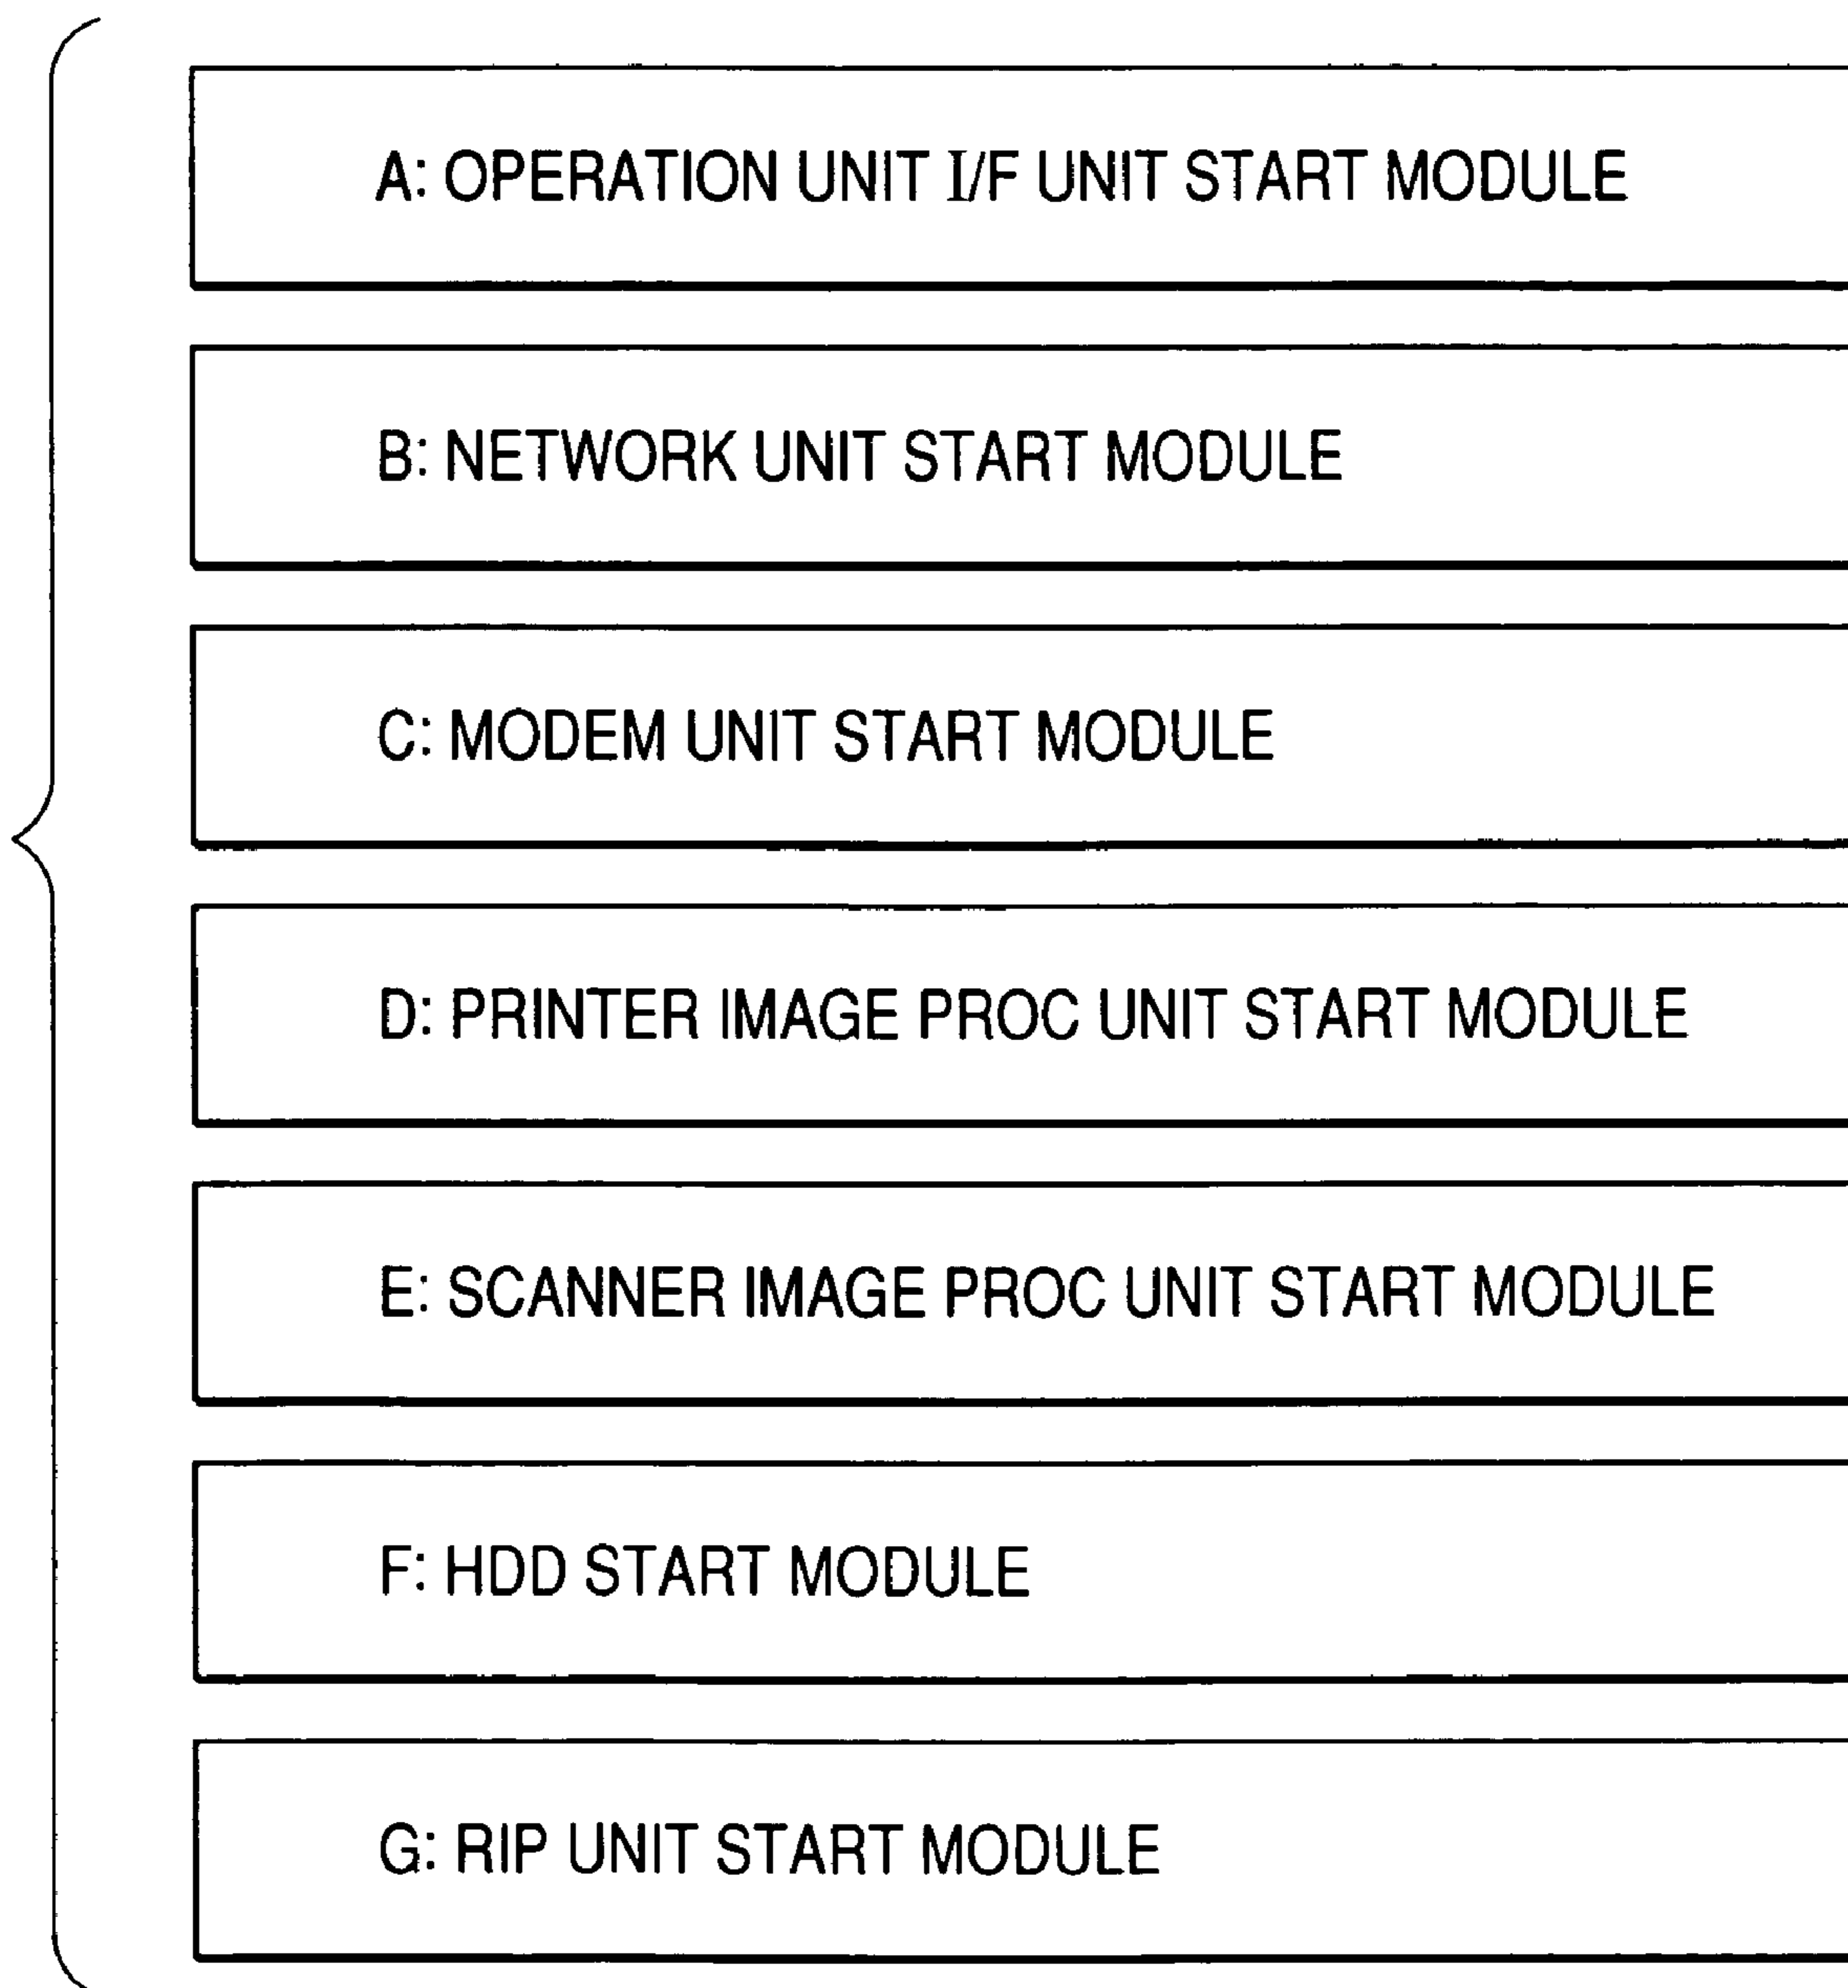 A: OPERATION UNIT I/F UNIT START MODULE
B: NETWORK UNIT START MODULE
C: MODEM UNIT START MODULE
D: PRINTER IMAGE PROC UNIT START MODULE
E: SCANNER IMAGE PROC UNIT START MODULE
F: HDD START MODULE
G: RIP UNIT START MODULE